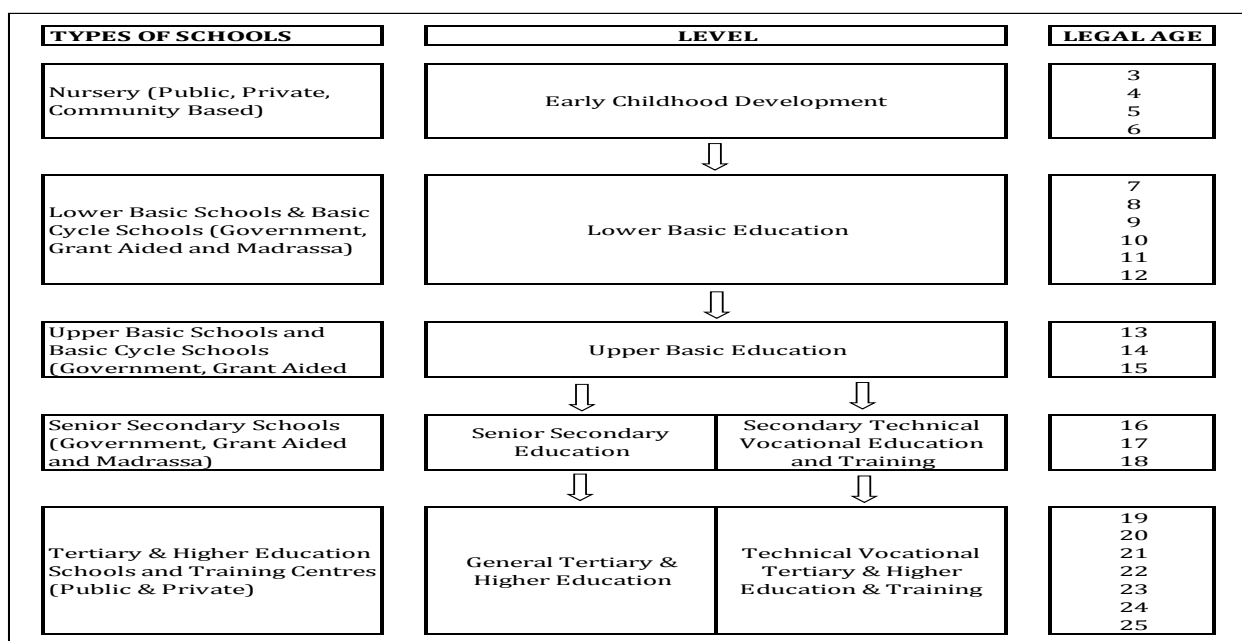 TYPES OF SCHOOLS
LEVEL
LEGAL AGE
Nursery (Public, Private,
Community Based)
Early Childhood Development
3
4
5
6
Lower Basic Schools & Basic
Cycle Schools (Government,
Grant Aided and Madrassa)
Lower Basic Education
7
8
9
10
11
12
Upper Basic Schools and
Basic Cycle Schools
(Government, Grant Aided
Upper Basic Education
13
14
15
Senior Secondary Schools
(Government, Grant Aided
and Madrassa)
Senior Secondary
Education
Secondary Technical
Vocational Education
and Training
16
17
18
Tertiary & Higher Education
Schools and Training Centres
(Public & Private)
General Tertiary &
Higher Education
Technical Vocational
Tertiary & Higher
Education & Training
19
20
21
22
23
24
25